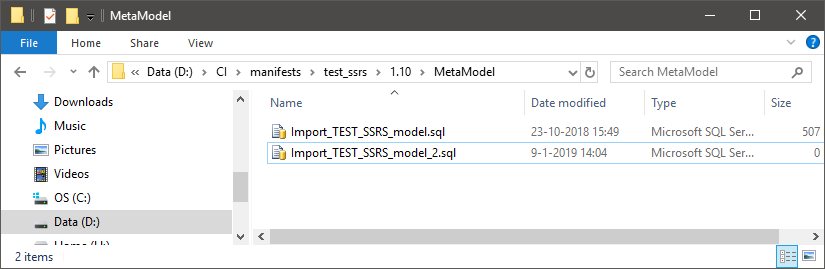 MetaModel
File Home Share View
« Data (D:) > CI > manifests > test_ssrs > 1.10 > MetaModel Search MetaModel
Downloads
Music
Pictures
Videos
OS (C:)
Data (D:)
Name Date modified Type Size
Import_TEST_SSRS_model.sql 23-10-2018 15:49 Microsoft SQL Ser... 507
Import_TEST_SSRS_model_2.sql 9-1-2019 14:04 Microsoft SQL Ser... 0
2 items